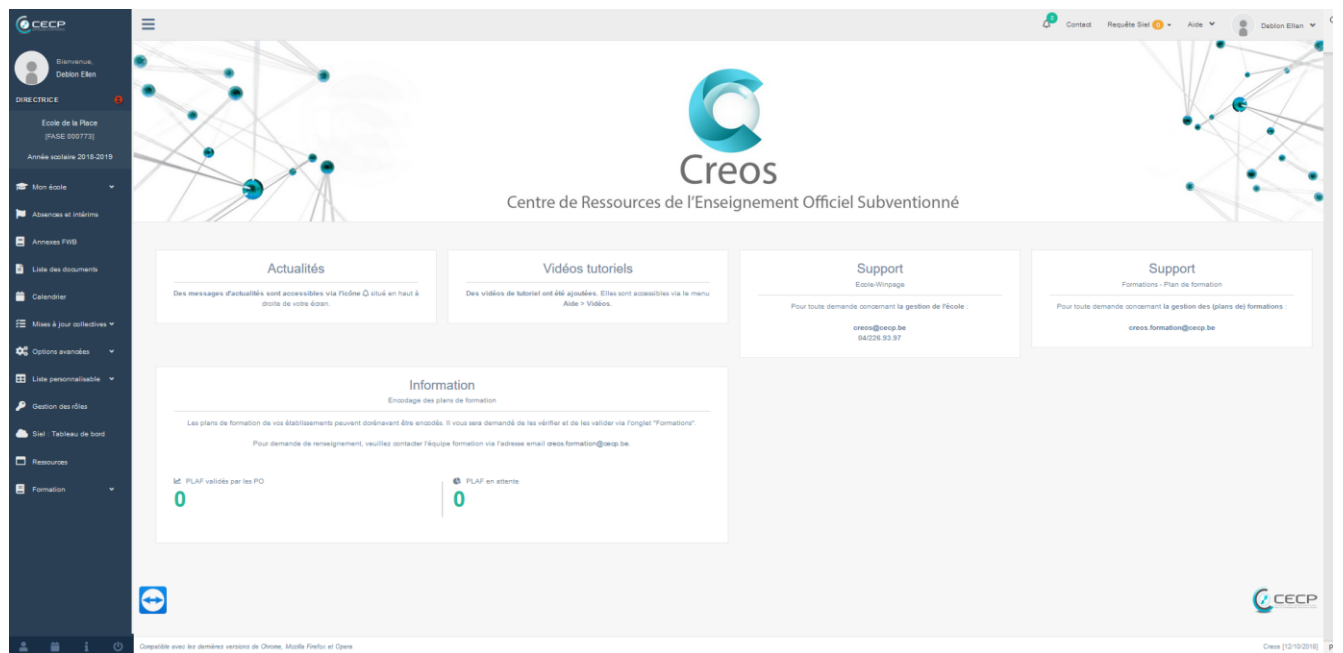 CECP
Bienvenue,
Deblon Ellen
DIRECTRICE
Ecole de la Place
[FASE 000773]
Année scolaire 2018-2019
Mon école
Absences et intérims
Annexes FWB
Liste des documents
Calendrier
Mises à jour collectives
Options avancées
Liste personnalisable
Gestion des rôles
Siel : Tableau de bord
Ressources
Formation
Contact
Requête Siel 0
Aide
Deblon Ellen
Creos
Centre de Ressources de l'Enseignement Officiel Subventionné
Actualités
Des messages d'actualités sont accessibles via l'icône situé en haut à
droite de votre écran.
Vidéos tutoriels
Des vidéos de tutoriel ont été ajoutées. Elles sont accessibles via le menu
Aide > Vidéos.
Support
Ecole-Winpage
Pour toute demande concernant la gestion de l'école :
creos@cecp.be
04/226.93.97
Support
Formations - Plan de formation
Pour toute demande concernant la gestion des (plans de) formations :
creos.formation@cecp.be
Information
Encodage des plans de formation
Les plans de formation de vos établissements peuvent dorénavant être encodés. Il vous sera demandé de les vérifier et de les valider via l'onglet "Formations".
Pour demande de renseignement, veuillez contacter l'équipe formation via l'adresse email creos.formation@cecp.be
PLAF validés par les PO
0
PLAF en attente
0
CECP
Compatible avec les dernières versions de Chrome, Mozilla Firefox et Opera
Creos [12/10/2018]